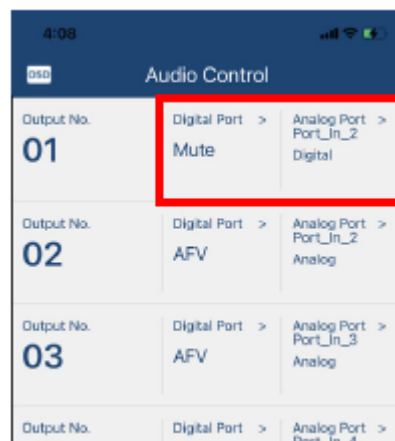 4:08
OSD
Audio Control
Output No.
01
Digital Port >
Mute
Analog Port >
Port_In_2
Digital
Output No.
02
Digital Port >
AFV
Analog Port >
Port_In_2
Analog
Output No.
03
Digital Port >
AFV
Analog Port >
Port_In_3
Analog
Output No.
Digital Port >
Analog Port >
Port_In_4